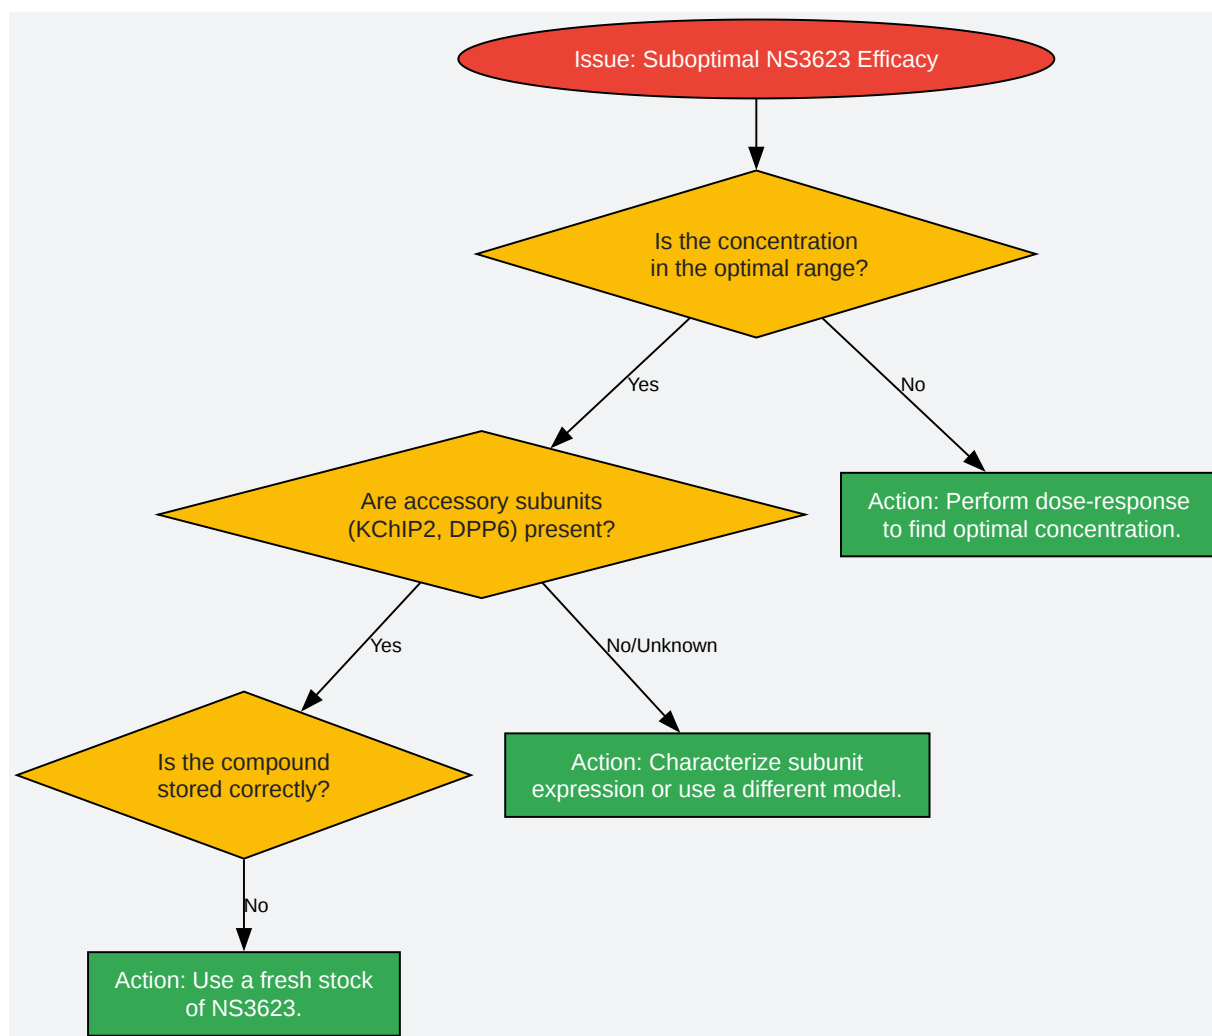 Issue: Suboptimal NS3623 Efficacy
Is the concentration
in the optimal range?
Yes
No
Are accessory subunits
(KChIP2, DPP6) present?
Action: Perform dose-response
to find optimal concentration.
Yes
No/Unknown
Is the compound
stored correctly?
Action: Characterize subunit
expression or use a different model.
No
Action: Use a fresh stock
of NS3623.